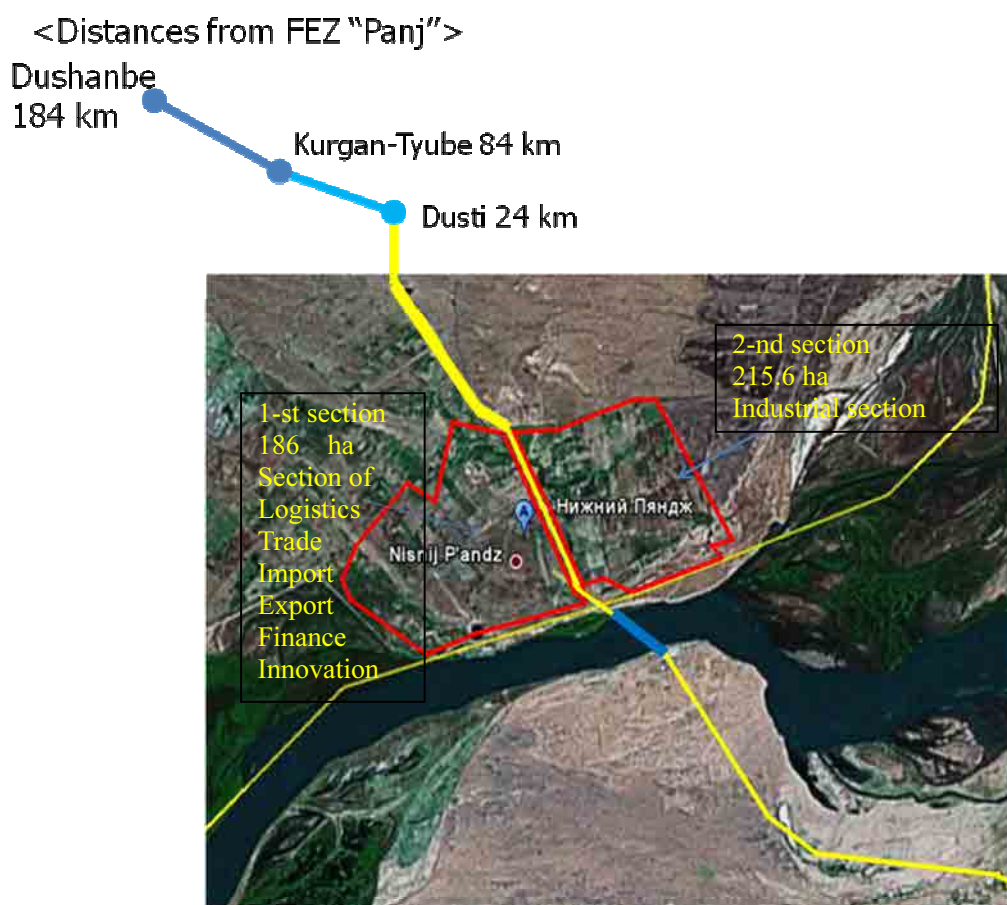 <Distances from FEZ “Panj”>
Dushanbe
184 km
Kurgan-Tyube 84 km
Dusti 24 km
2-nd section
215.6 ha
Industrial section
1-st section
186 ha
Section of
Logistics
Trade
Import
Export
Finance
Innovation
A
Нижний Пяндж
Nisnij P'andz